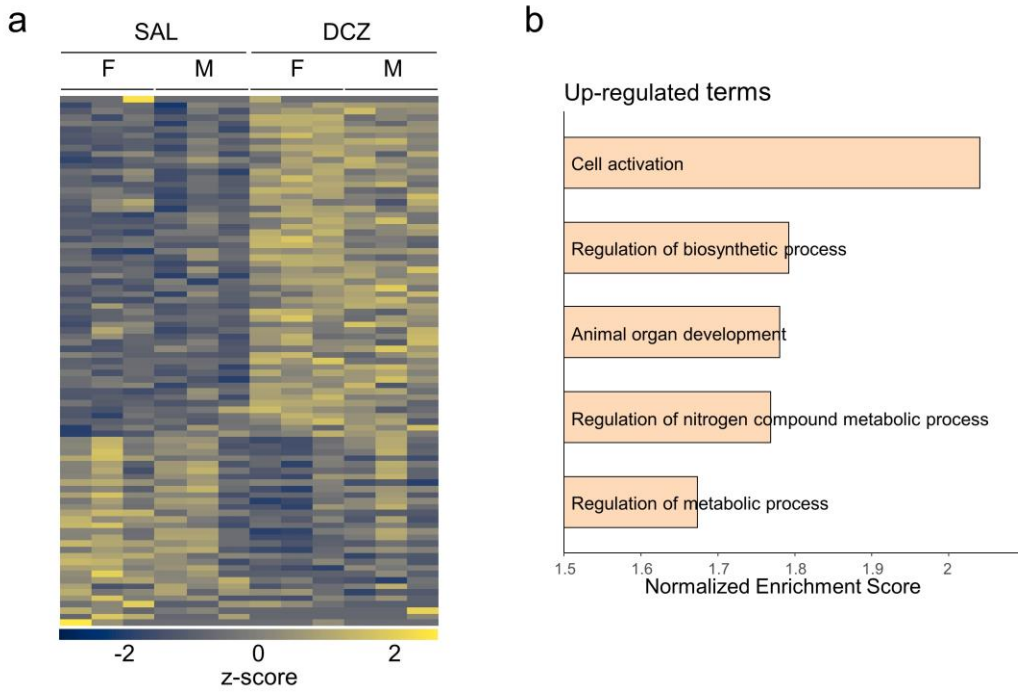 a
SAL DCZ
F M F M
-2 0 2
z-score
b
Up-regulated terms
Cell activation
Regulation of biosynthetic process
Animal organ development
Regulation of nitrogen compound metabolic process
Regulation of metabolic process
1.5 1.6 1.7 1.8 1.9 2
Normalized Enrichment Score